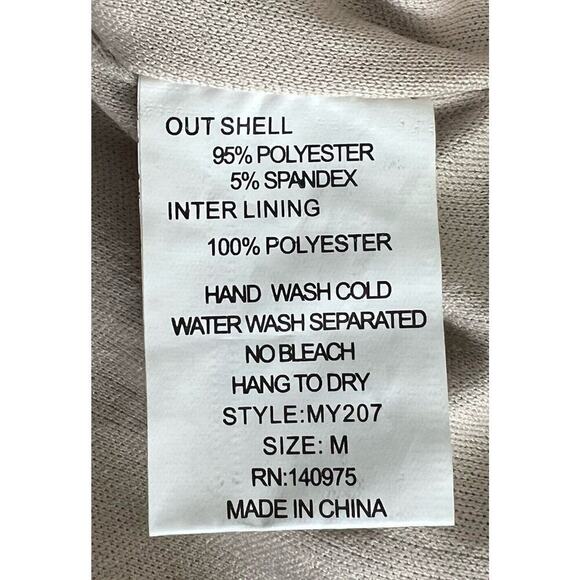 OUT SHELL
95% POLYESTER
5% SPANDEX
INTER LINING
100% POLYESTER
HAND WASH COLD
WATER WASH SEPARATED
NO BLEACH
HANG TO DRY
STYLE:MY207
SIZE: M
RN:140975
MADE IN CHINA